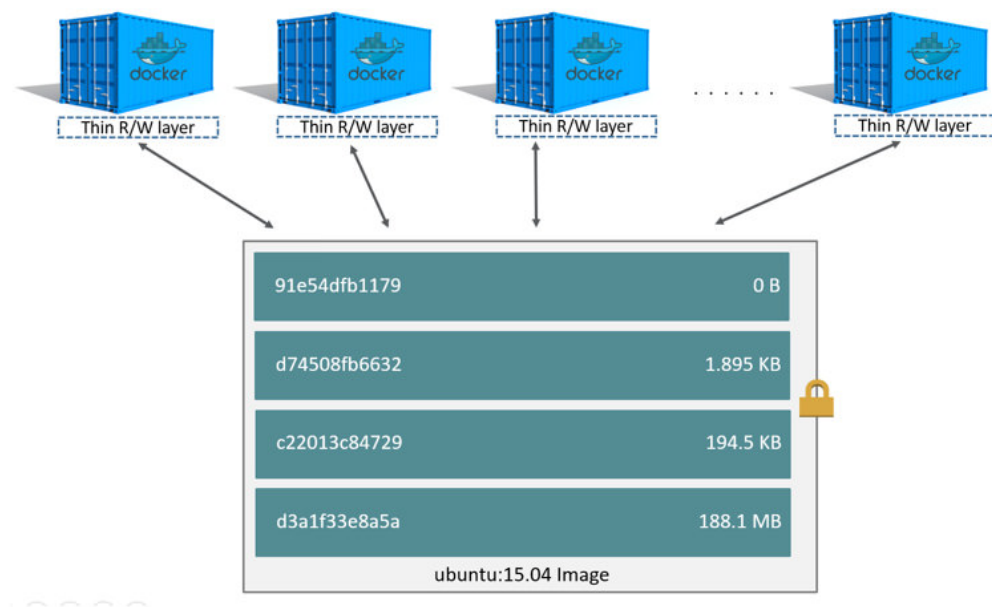 docker docker docker docker
. . . . . .
Thin R/W layer Thin R/W layer Thin R/W layer Thin R/W layer
91e54dfb1179 0 B
d74508fb6632 1.895 KB
c22013c84729 194.5 KB
d3a1f33e8a5a 188.1 MB
ubuntu:15.04 Image